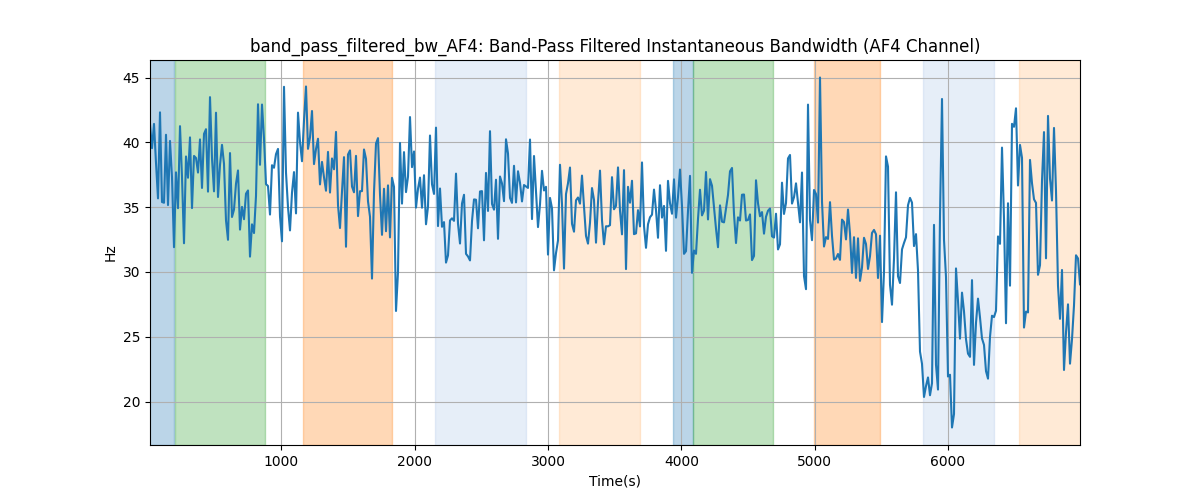 band_pass_filtered_bw_AF4: Band-Pass Filtered Instantaneous Bandwidth (AF4 Channel)
45
40
35
30
25
20
Hz
1000 2000 3000 4000 5000 6000
Time(s)